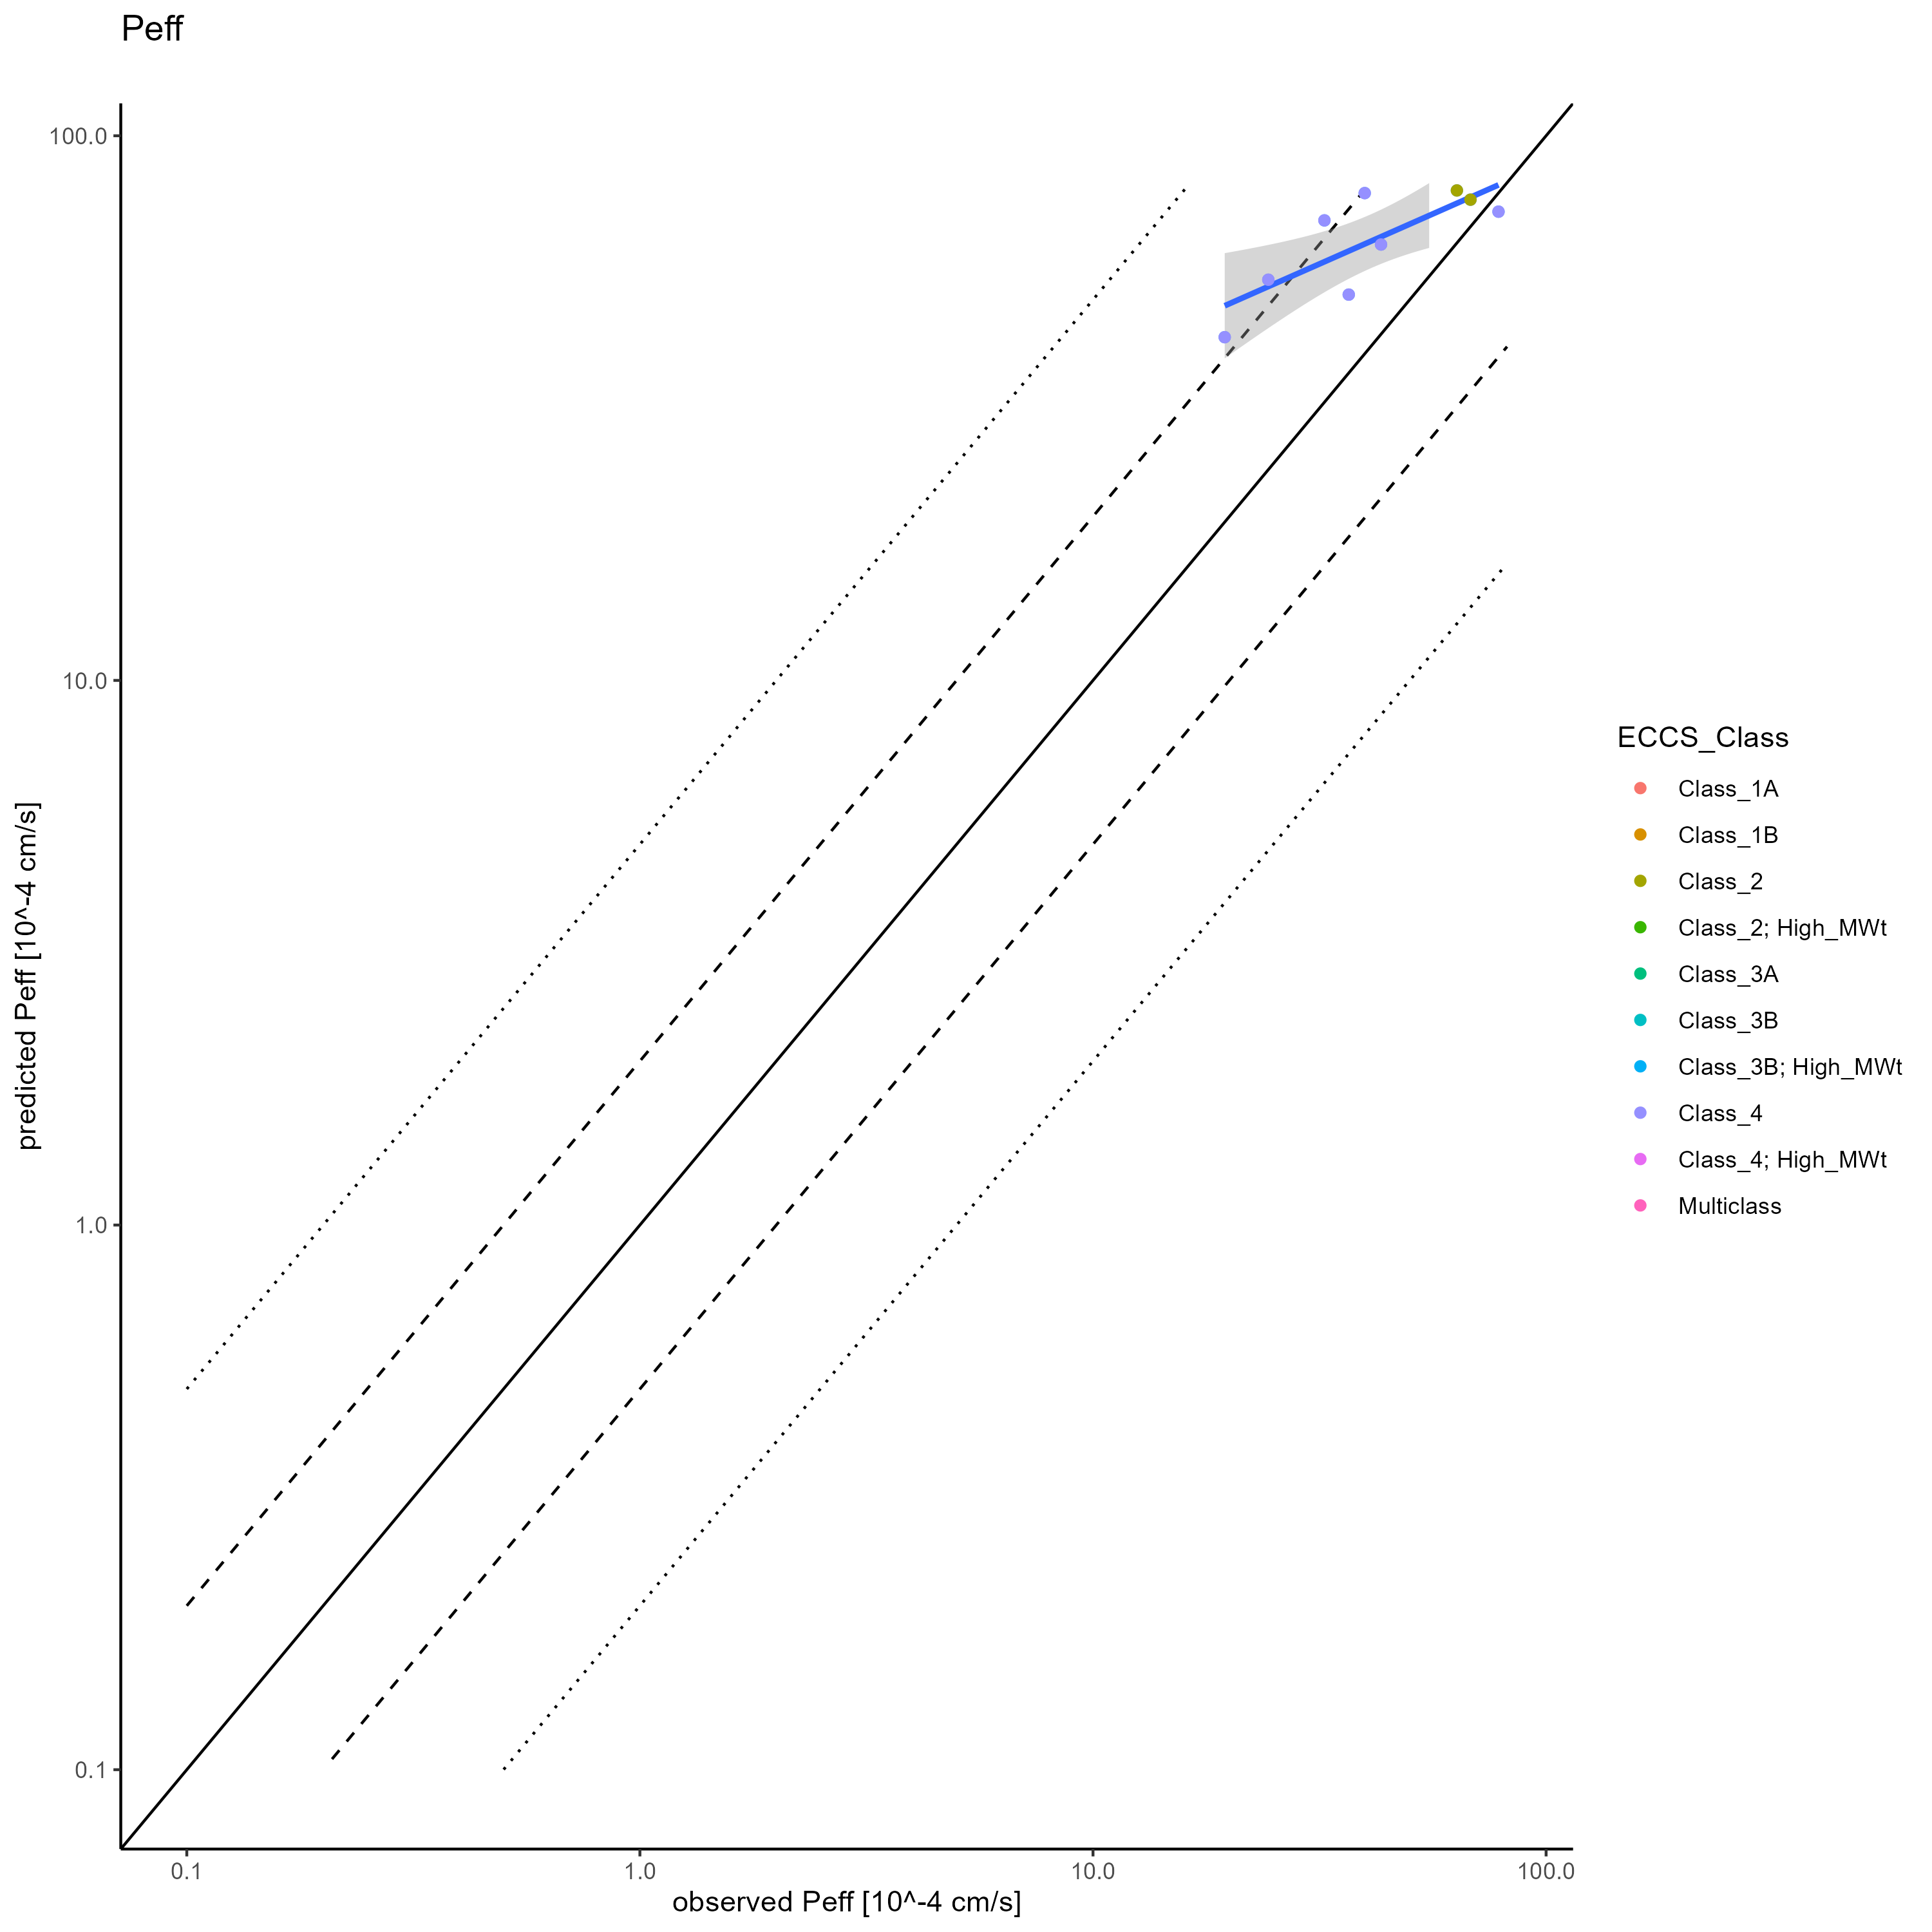 Peff
100.0
10.0
1.0
0.1
predicted Peff [10^-4 cm/s]
0.1
1.0
10.0
100.0
observed Peff [10^-4 cm/s]
ECCS_Class
Class_1A
Class_1B
Class_2
Class_2; High_MWt
Class_3A
Class_3B
Class_3B; High_MWt
Class_4
Class_4; High_MWt
Multiclass